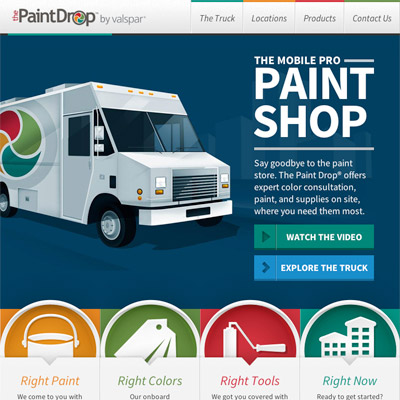 the PaintDrop™ by valspar®
The Truck Locations Products Contact Us
THE MOBILE PRO
PAINT
SHOP
Say goodbye to the paint
store. The Paint Drop® offers
expert color consultation,
paint, and supplies on site,
where you need them most.
WATCH THE VIDEO
EXPLORE THE TRUCK
Right Paint Right Colors Right Tools Right Now
We come to you with Our onboard We got you covered with Ready to get started?